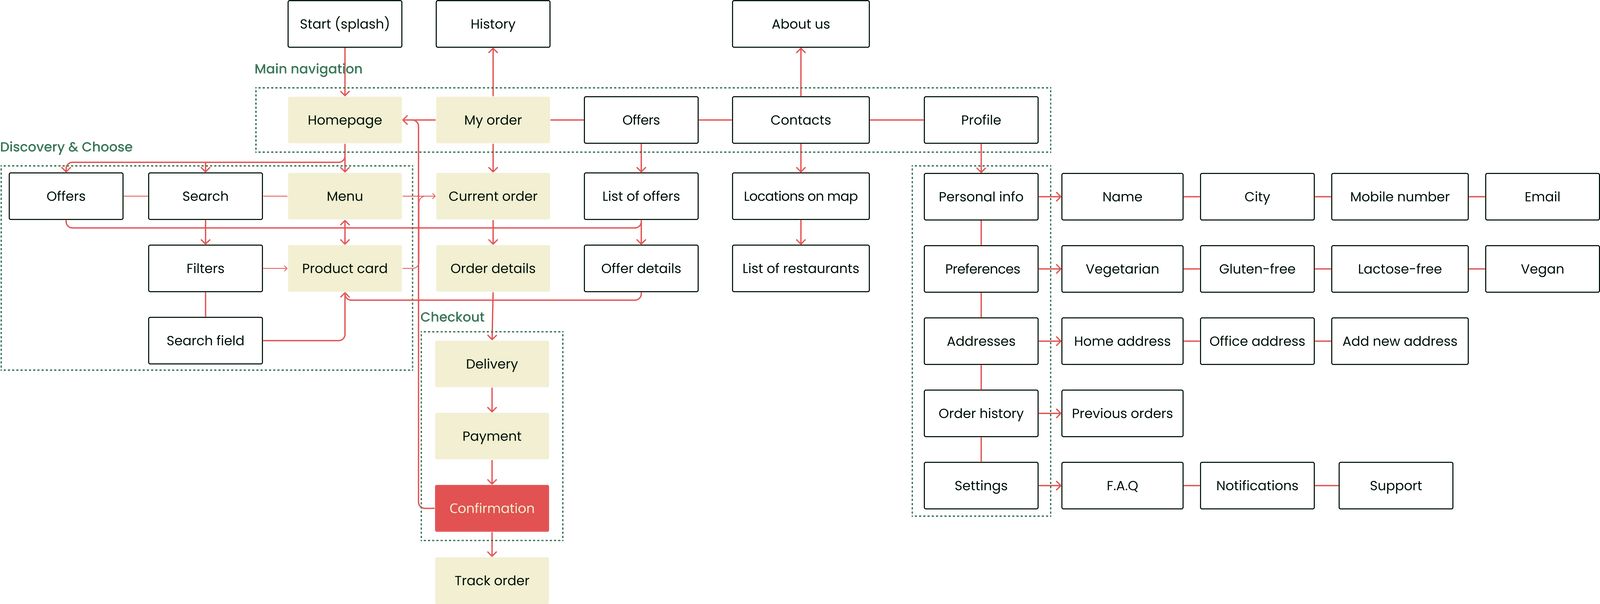 Start (splash)
History
About us
Main navigation
Homepage
My order
Offers
Contacts
Profile
Discovery & Choose
Offers
Search
Menu
Current order
List of offers
Locations on map
Personal info
Name
City
Mobile number
Email
Filters
Product card
Order details
Offer details
List of restaurants
Preferences
Vegetarian
Gluten-free
Lactose-free
Vegan
Checkout
Search field
Addresses
Home address
Office address
Add new address
Delivery
Order history
Previous orders
Payment
Settings
F.A.Q
Notifications
Support
Confirmation
Track order